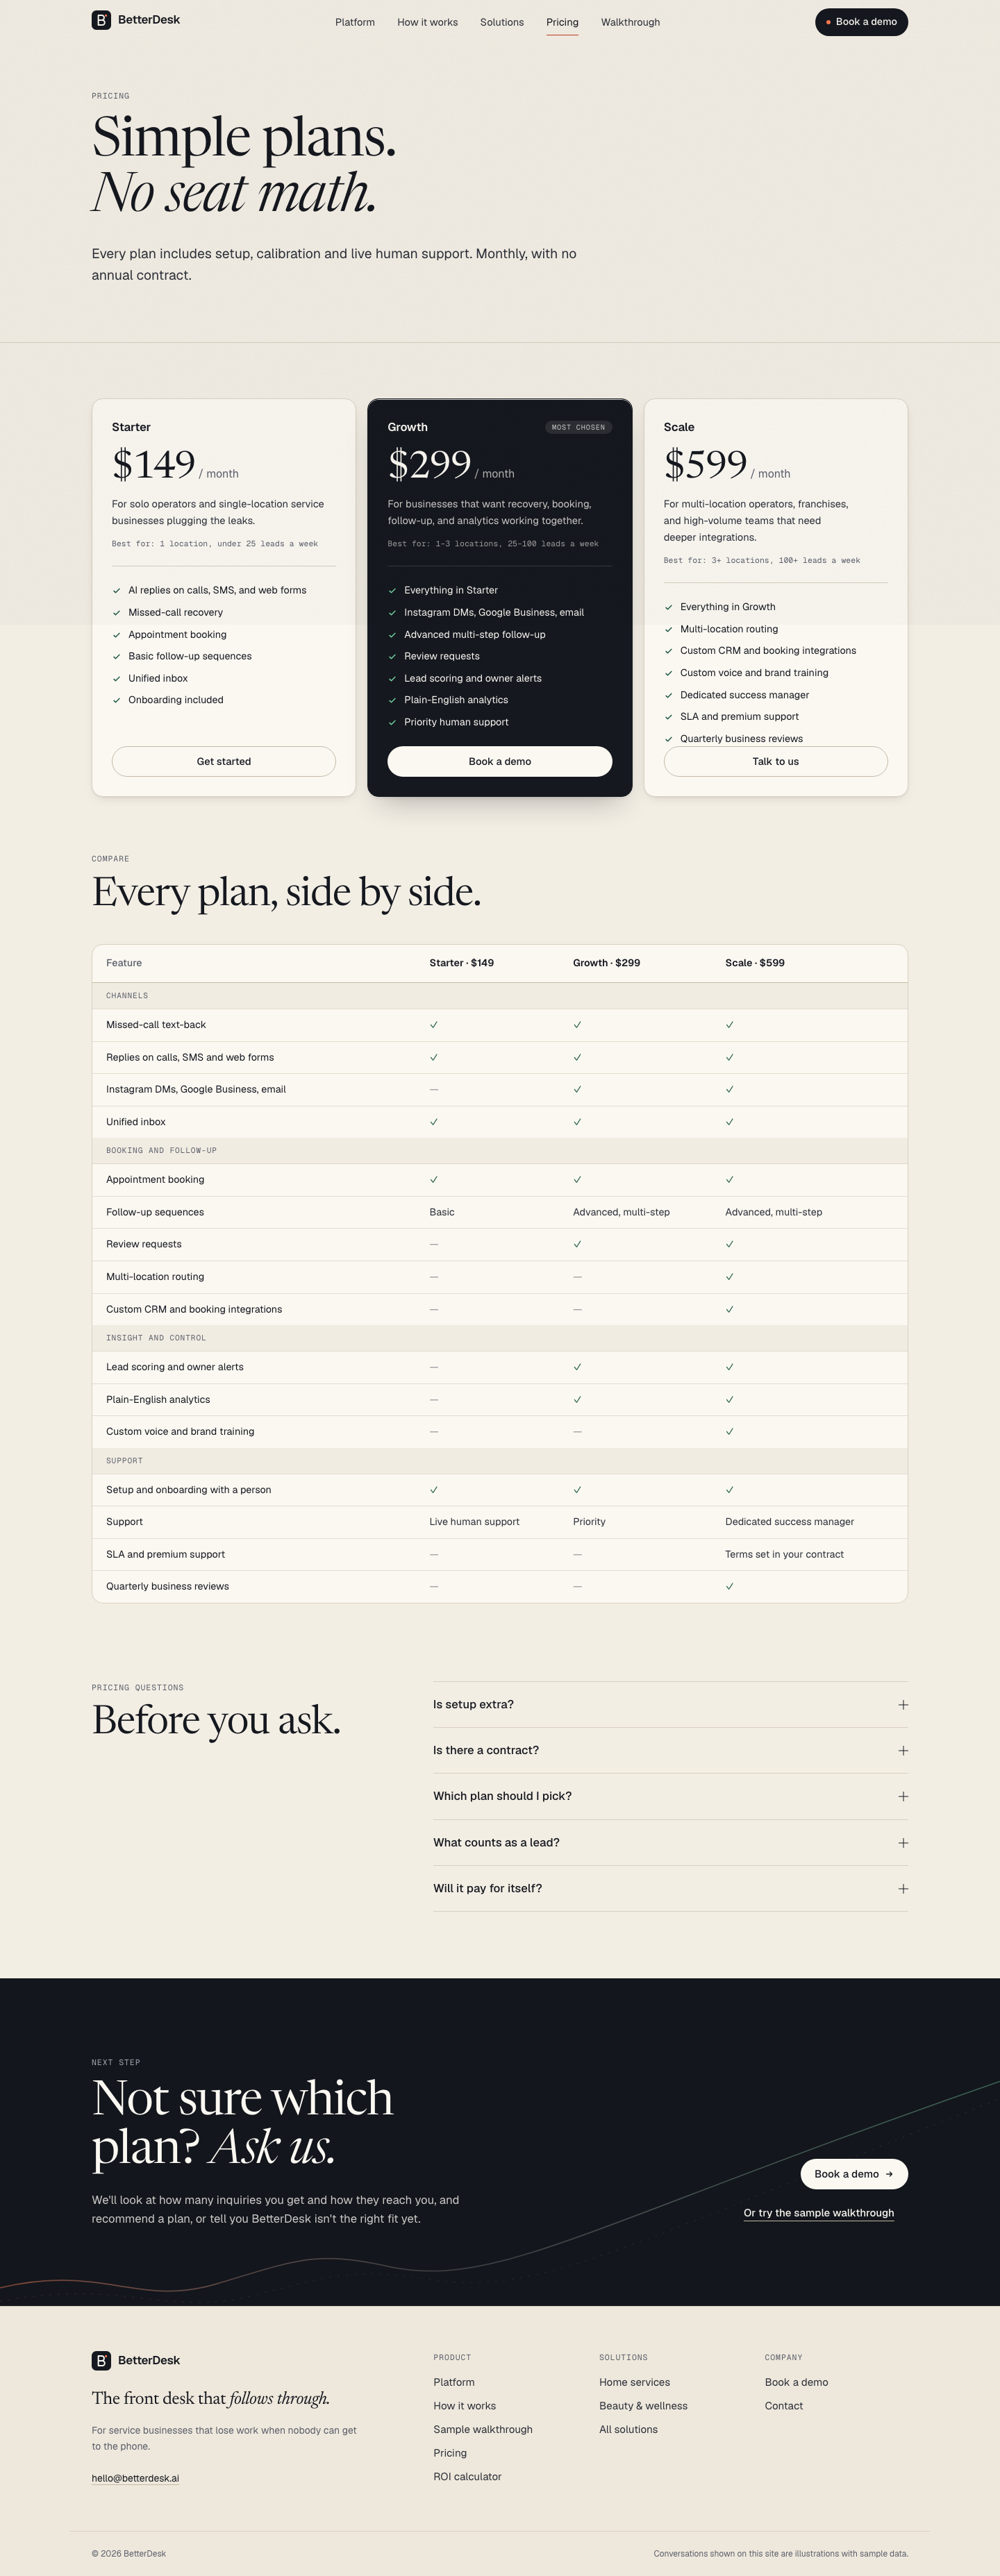 BetterDesk
Platform
How it works
Solutions
Pricing
Walkthrough
Book a demo
PRICING
Simple plans.
No seat math.
Every plan includes setup, calibration and live human support. Monthly, with no
annual contract.
Starter
$149 / month
For solo operators and single-location service
businesses plugging the leaks.
Best for: 1 location, under 25 leads a week
AI replies on calls, SMS, and web forms
Missed-call recovery
Appointment booking
Basic follow-up sequences
Unified inbox
Onboarding included
Get started
Growth
MOST CHOSEN
$299 / month
For businesses that want recovery, booking,
follow-up, and analytics working together.
Best for: 1–3 locations, 25–100 leads a week
Everything in Starter
Instagram DMs, Google Business, email
Advanced multi-step follow-up
Review requests
Lead scoring and owner alerts
Plain-English analytics
Priority human support
Book a demo
Scale
$599 / month
For multi-location operators, franchises,
and high-volume teams that need
deeper integrations.
Best for: 3+ locations, 100+ leads a week
Everything in Growth
Multi-location routing
Custom CRM and booking integrations
Custom voice and brand training
Dedicated success manager
SLA and premium support
Quarterly business reviews
Talk to us
COMPARE
Every plan, side by side.
Feature Starter · $149 Growth · $299 Scale · $599
CHANNELS
Missed-call text-back ✓ ✓ ✓
Replies on calls, SMS and web forms ✓ ✓ ✓
Instagram DMs, Google Business, email — ✓ ✓
Unified inbox ✓ ✓ ✓
BOOKING AND FOLLOW-UP
Appointment booking ✓ ✓ ✓
Follow-up sequences Basic Advanced, multi-step Advanced, multi-step
Review requests — ✓ ✓
Multi-location routing — — ✓
Custom CRM and booking integrations — — ✓
INSIGHT AND CONTROL
Lead scoring and owner alerts — ✓ ✓
Plain-English analytics — ✓ ✓
Custom voice and brand training — — ✓
SUPPORT
Setup and onboarding with a person ✓ ✓ ✓
Support Live human support Priority Dedicated success manager
SLA and premium support — — Terms set in your contract
Quarterly business reviews — — ✓
PRICING QUESTIONS
Before you ask.
Is setup extra?
Is there a contract?
Which plan should I pick?
What counts as a lead?
Will it pay for itself?
NEXT STEP
Not sure which
plan? Ask us.
We'll look at how many inquiries you get and how they reach you, and
recommend a plan, or tell you BetterDesk isn't the right fit yet.
Book a demo →
Or try the sample walkthrough
BetterDesk
The front desk that follows through.
For service businesses that lose work when nobody can get
to the phone.
hello@betterdesk.ai
PRODUCT
Platform
How it works
Sample walkthrough
Pricing
ROI calculator
SOLUTIONS
Home services
Beauty & wellness
All solutions
COMPANY
Book a demo
Contact
© 2026 BetterDesk
Conversations shown on this site are illustrations with sample data.